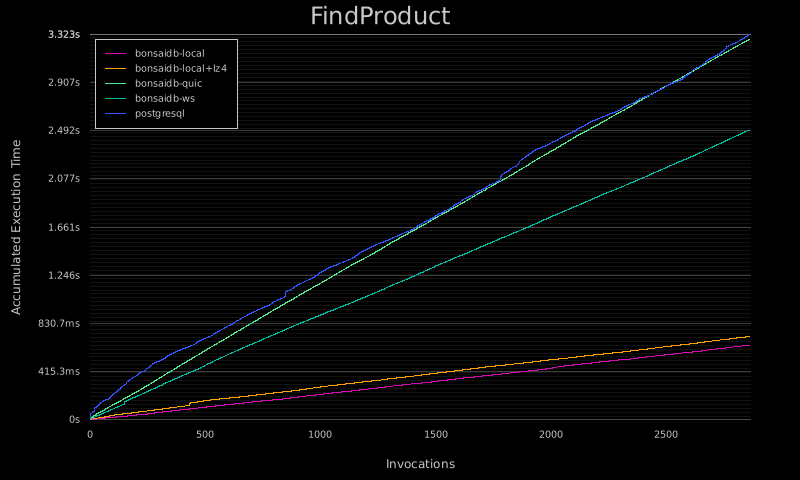 FindProduct
3.323s
2.907s
2.492s
2.077s
1.661s
1.246s
830.7ms
415.3ms
0s
bonsaidb-local
bonsaidb-local+lz4
bonsaidb-quic
bonsaidb-ws
postgresql
Accumulated Execution Time
0 500 1000 1500 2000 2500
Invocations